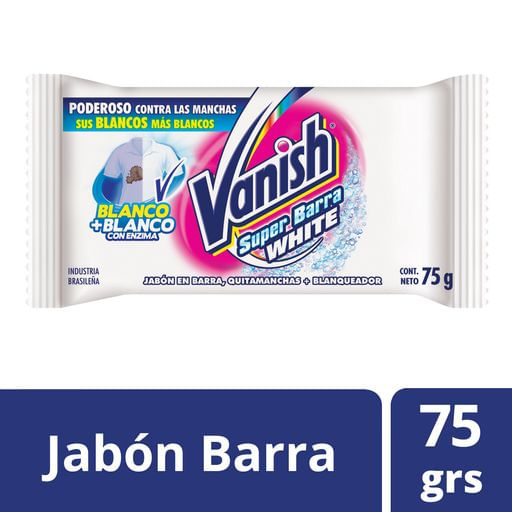 PODEROSO CONTRA LAS MANCHAS
SUS BLANCOS MÁS BLANCOS
BLANCO
+BLANCO
CON ENZIMA
Vanish
Super Barra
WHITE
INDUSTRIA
BRASILEÑA
JABÓN EN BARRA, QUITAMANCHAS + BLANQUEADOR
CONT.
NETO 75 g
Jabón Barra
75
grs